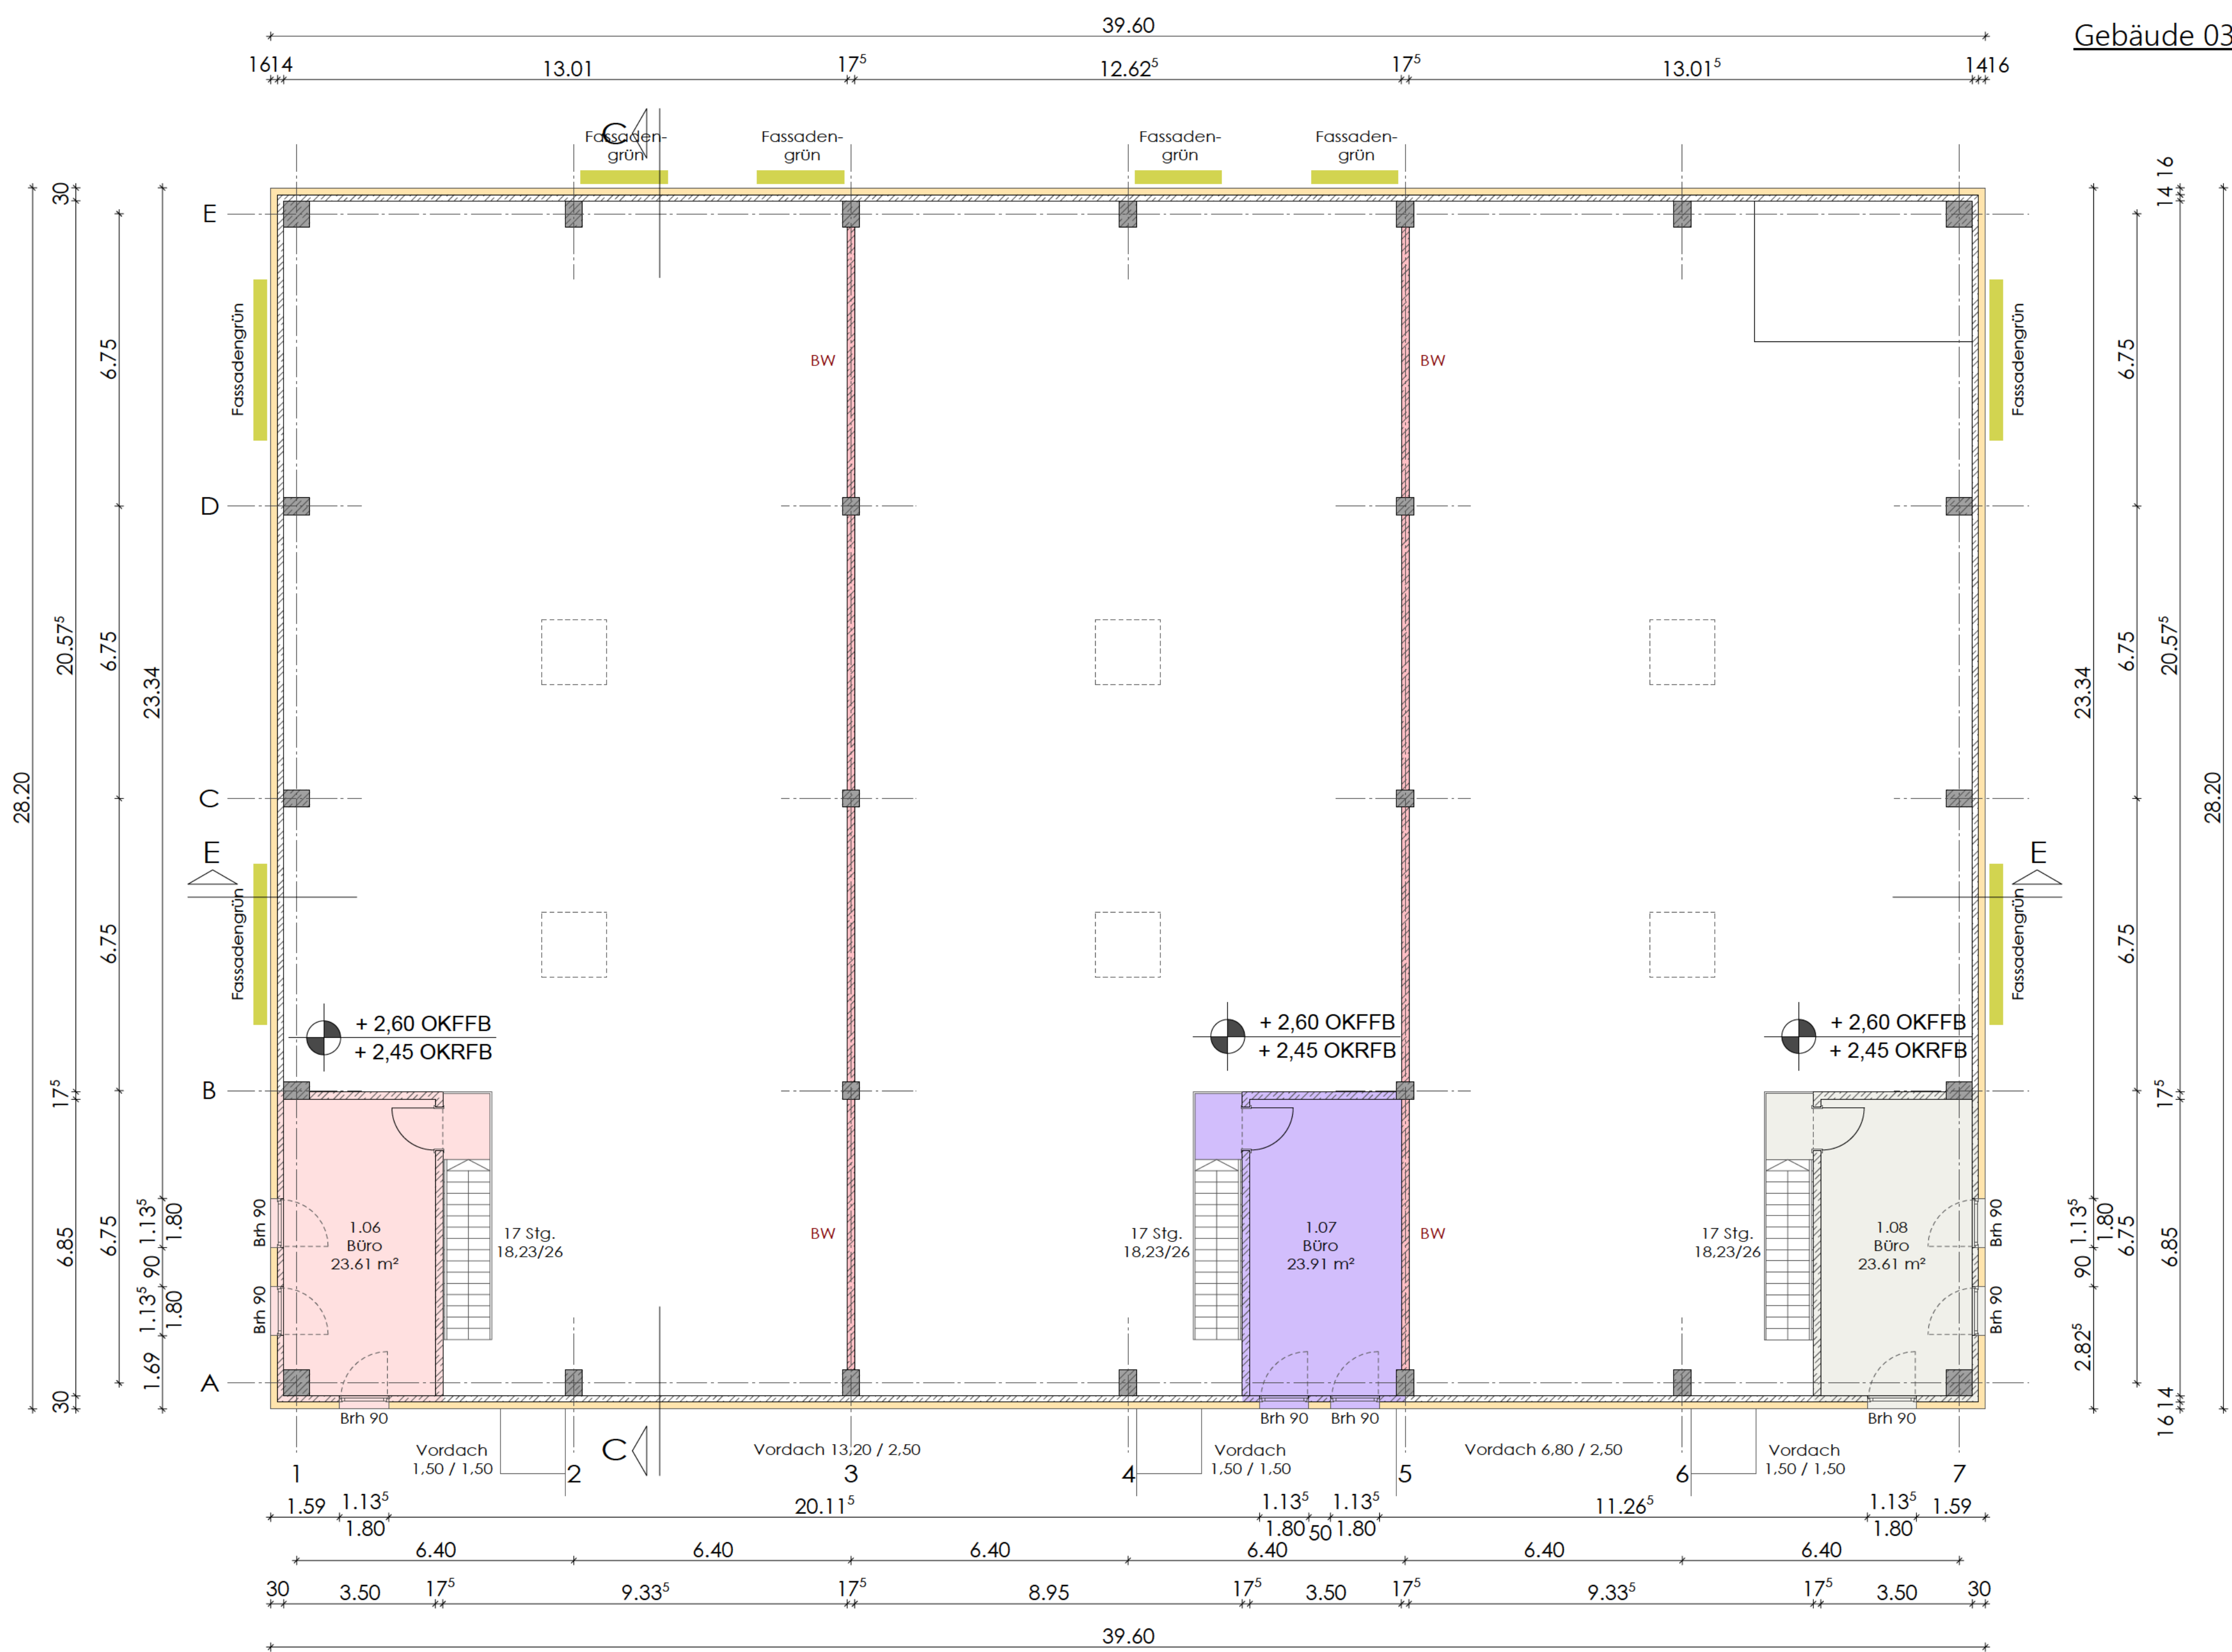 Gebäude 03
39.60
1614
13.01
17⁵
12.62⁵
17⁵
13.01⁵
1416
C
Fassaden-
grün
Fassaden-
grün
Fassaden-
grün
Fassaden-
grün
E
D
C
B
A
E
E
BW
BW
BW
BW
Fassadengrün
Fassadengrün
Fassadengrün
Fassadengrün
28.20
30
20.57⁵
17⁵
6.85
30
6.75
6.75
6.75
6.75
23.34
1.13⁵
1.80
90
1.13⁵
1.80
1.69
23.34
1.13⁵
1.80
90
2.82⁵
6.75
6.75
6.75
6.75
14 16
20.57⁵
17⁵
6.85
16 14
28.20
+ 2,60 OKFFB
+ 2,45 OKRFB
+ 2,60 OKFFB
+ 2,45 OKRFB
+ 2,60 OKFFB
+ 2,45 OKRFB
Brh 90
Brh 90
1.06
Büro
23.61 m²
17 Stg.
18,23/26
17 Stg.
18,23/26
1.07
Büro
23.91 m²
17 Stg.
18,23/26
1.08
Büro
23.61 m²
Brh 90
Brh 90
Brh 90
Brh 90
Brh 90
Brh 90
Vordach
1,50 / 1,50
C
Vordach 13,20 / 2,50
Vordach
1,50 / 1,50
Vordach 6,80 / 2,50
Vordach
1,50 / 1,50
1
2
3
4
5
6
7
1.59
1.13⁵
1.80
20.11⁵
1.13⁵
1.80
50
1.13⁵
1.80
11.26⁵
1.13⁵
1.80
1.59
6.40
6.40
6.40
6.40
6.40
6.40
30
3.50
17⁵
9.33⁵
17⁵
8.95
17⁵
3.50
17⁵
9.33⁵
17⁵
3.50
30
39.60